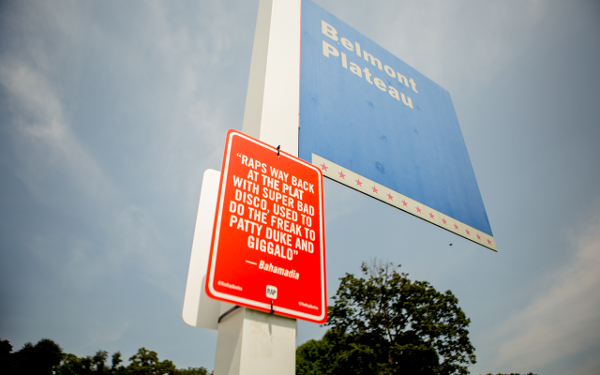 Belmont
Plateau
"RAPS WAY BACK
AT THE PLAT
WITH SUPER BAD
DISCO, USED TO
DO THE FREAK TO
PATTY DUKE AND
GIGGALO"
— Bahamadia
RAP